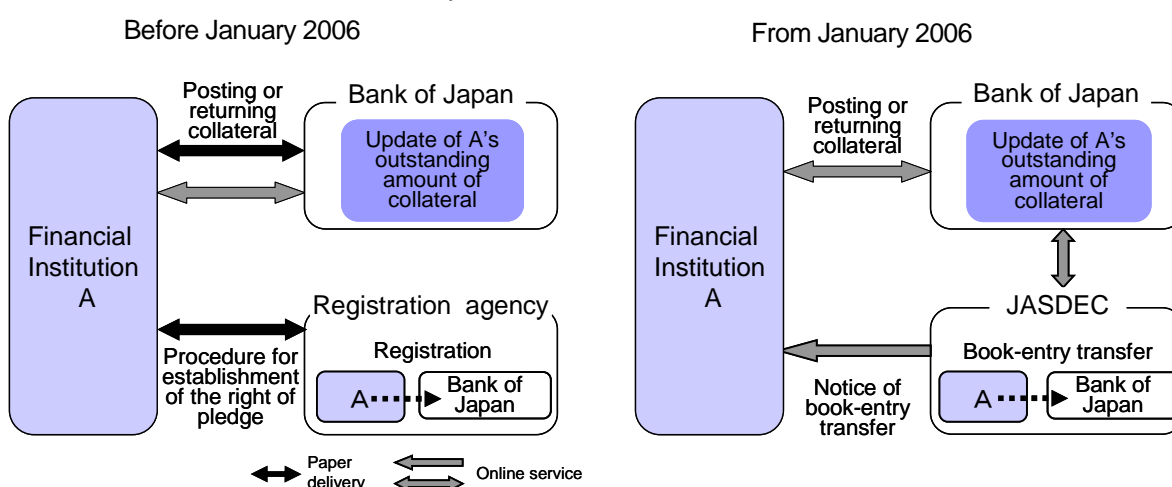 Before January 2006
From January 2006
Posting or
returning
collateral
Bank of Japan
Update of A's
outstanding
amount of
collateral
Financial
Institution
A
Registration agency
Procedure for
establishment
of the right of
pledge
Registration
A
Bank of
Japan
Posting or
returning
collateral
Bank of Japan
Update of A's
outstanding
amount of
collateral
Financial
Institution
A
JASDEC
Book-entry transfer
Notice of
book-entry
transfer
A
Bank of
Japan
Paper
delivery
Online service